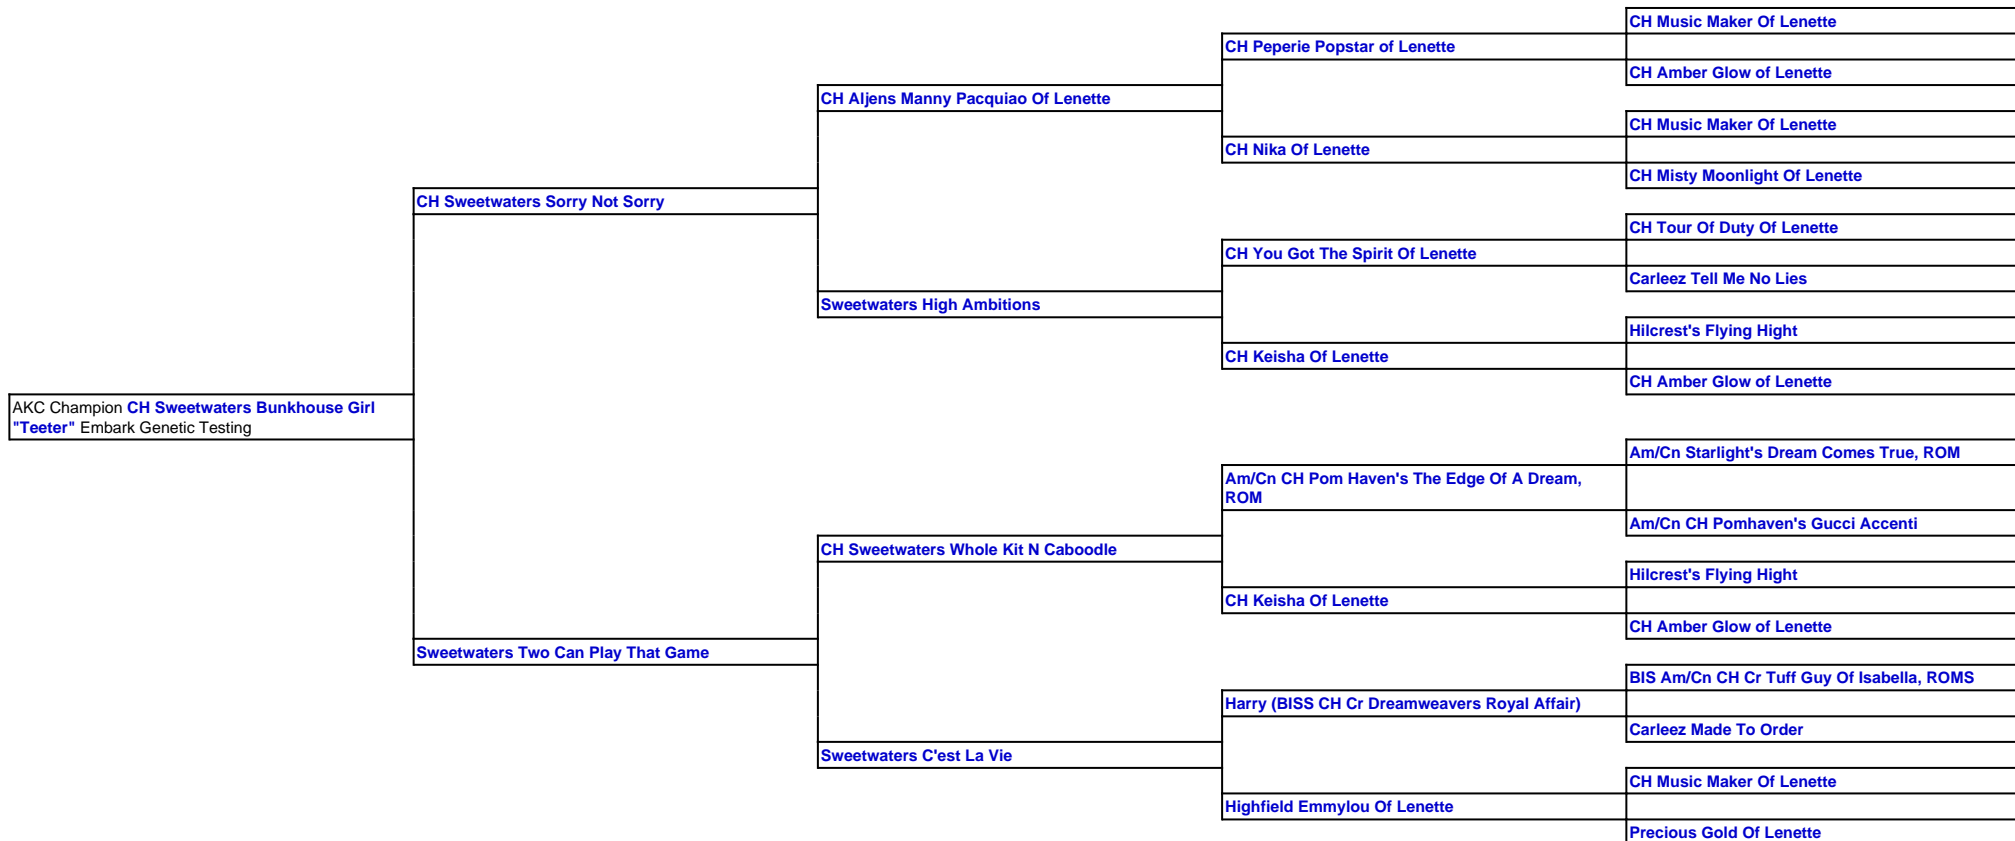 CH Music Maker Of Lenette
CH Peperie Popstar of Lenette
CH Amber Glow of Lenette
CH Aljens Manny Pacquiao Of Lenette
CH Music Maker Of Lenette
CH Nika Of Lenette
CH Misty Moonlight Of Lenette
CH Sweetwaters Sorry Not Sorry
CH Tour Of Duty Of Lenette
CH You Got The Spirit Of Lenette
Carleez Tell Me No Lies
Sweetwaters High Ambitions
Hilcrest's Flying Hight
CH Keisha Of Lenette
CH Amber Glow of Lenette
AKC Champion CH Sweetwaters Bunkhouse Girl
"Teeter" Embark Genetic Testing
Am/Cn Starlight's Dream Comes True, ROM
Am/Cn CH Pom Haven's The Edge Of A Dream,
ROM
Am/Cn CH Pomhaven's Gucci Accenti
CH Sweetwaters Whole Kit N Caboodle
Hilcrest's Flying Hight
CH Keisha Of Lenette
CH Amber Glow of Lenette
Sweetwaters Two Can Play That Game
BIS Am/Cn CH Cr Tuff Guy Of Isabella, ROMS
Harry (BISS CH Cr Dreamweavers Royal Affair)
Carleez Made To Order
Sweetwaters C'est La Vie
CH Music Maker Of Lenette
Highfield Emmylou Of Lenette
Precious Gold Of Lenette